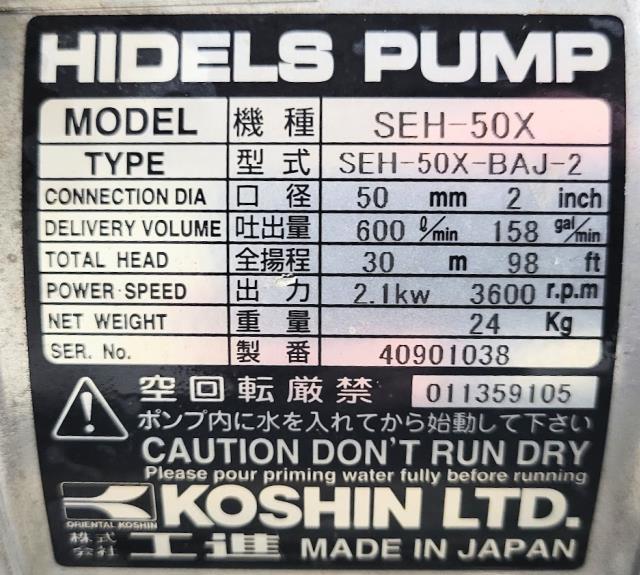 HIDELS PUMP
MODEL 機種 SEH-50X
TYPE 型式 SEH-50X-BAJ-2
CONNECTION DIA 口径 50 mm 2 inch
DELIVERY VOLUME 吐出量 600 ℓ/min 158 gal/min
TOTAL HEAD 全揚程 30 m 98 ft
POWER·SPEED 出力 2.1kw 3600 r.p.m
NET WEIGHT 重量 24 Kg
SER. No. 製番 40901038
空回転厳禁 011359105
ポンプ内に水を入れてから始動して下さい
CAUTION DON'T RUN DRY
Please pour priming water fully before running
ORIENTAL KOSHIN KOSHIN LTD.
株式会社 工進 MADE IN JAPAN